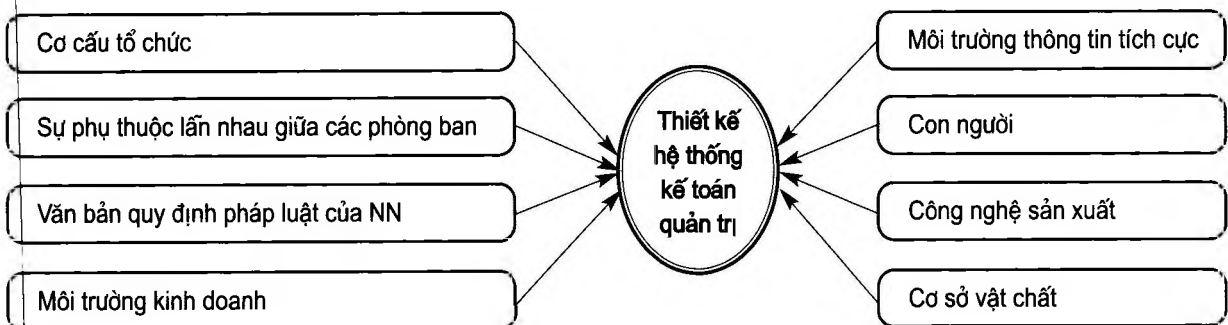 Cơ cấu tổ chức
Sự phụ thuộc lẫn nhau giữa các phòng ban
Văn bản quy định pháp luật của NN
Môi trường kinh doanh
Thiết kế
hệ thống
kế toán
quản trị
Môi trường thông tin tích cực
Con người
Công nghệ sản xuất
Cơ sở vật chất